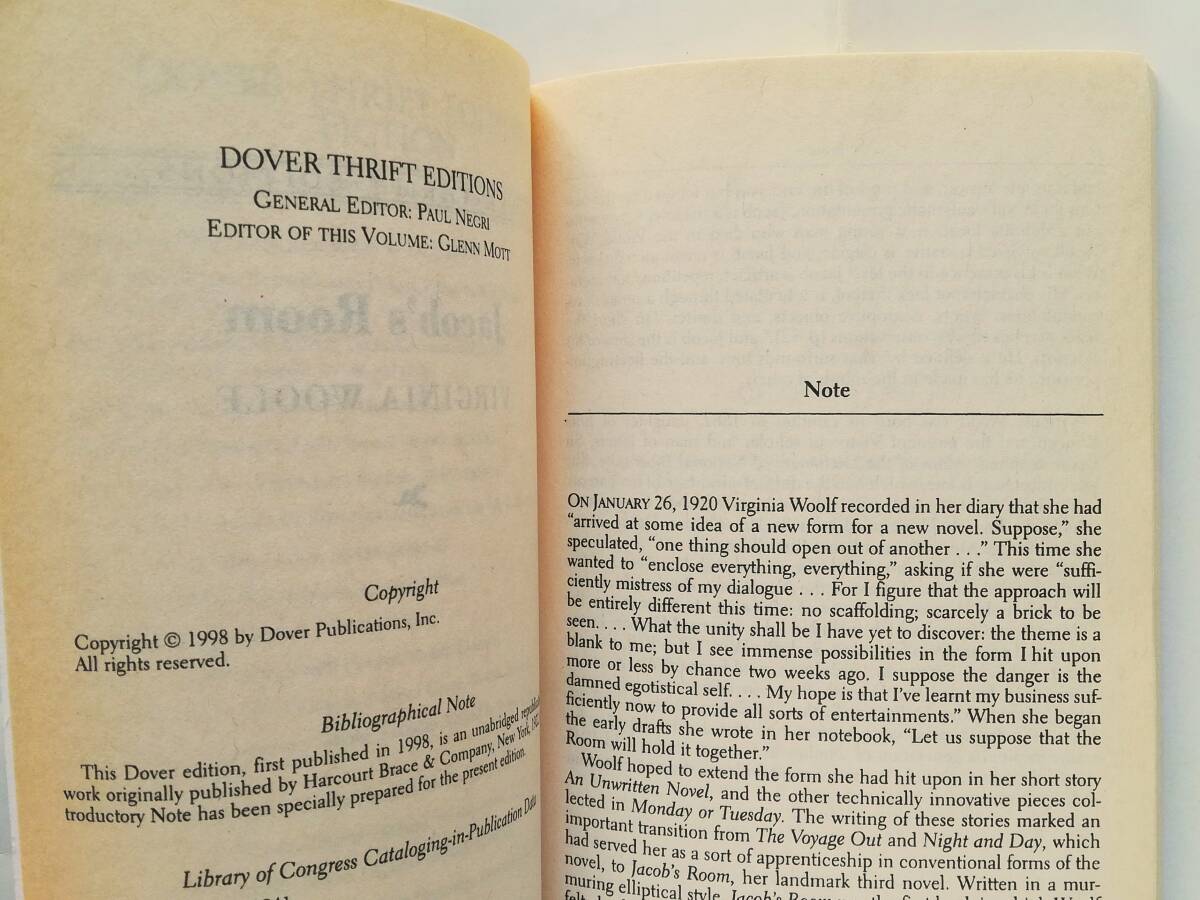 DOVER THRIFT EDITIONS
GENERAL EDITOR: PAUL NEGRI
EDITOR OF THIS VOLUME: GLENN MOTT
Jacob's Room
VIRGINIA WOOLF
Copyright
Copyright © 1998 by Dover Publications, Inc.
All rights reserved.
Bibliographical Note
This Dover edition, first published in 1998, is an unabridged
work originally published by Harcourt Brace & Company, New York,
troductory Note has been specially prepared for the present edition.
Library of Congress Cataloging-in-Publication Data
Note
ON JANUARY 26, 1920 Virginia Woolf recorded in her diary that she had
“arrived at some idea of a new form for a new novel. Suppose,” she
speculated, “one thing should open out of another . . .” This time she
wanted to “enclose everything, everything,” asking if she were “suffi-
ciently mistress of my dialogue . . . For I figure that the approach will
be entirely different this time: no scaffolding; scarcely a brick to be
seen. . . . What the unity shall be I have yet to discover: the theme is a
blank to me; but I see immense possibilities in the form I hit upon
more or less by chance two weeks ago. I suppose the danger is the
damned egotistical self. . . . My hope is that I've learnt my business suf-
ficiently now to provide all sorts of entertainments.” When she began
the early drafts she wrote in her notebook, “Let us suppose that the
Room will hold it together.”
Woolf hoped to extend the form she had hit upon in her short story
An Unwritten Novel, and the other technically innovative pieces col-
lected in Monday or Tuesday. The writing of these stories marked an
important transition from The Voyage Out and Night and Day, which
had served her as a sort of apprenticeship in conventional forms of the
novel, to Jacob's Room, her landmark third novel. Written in a mur-
muring elliptical style, Jacob's Room